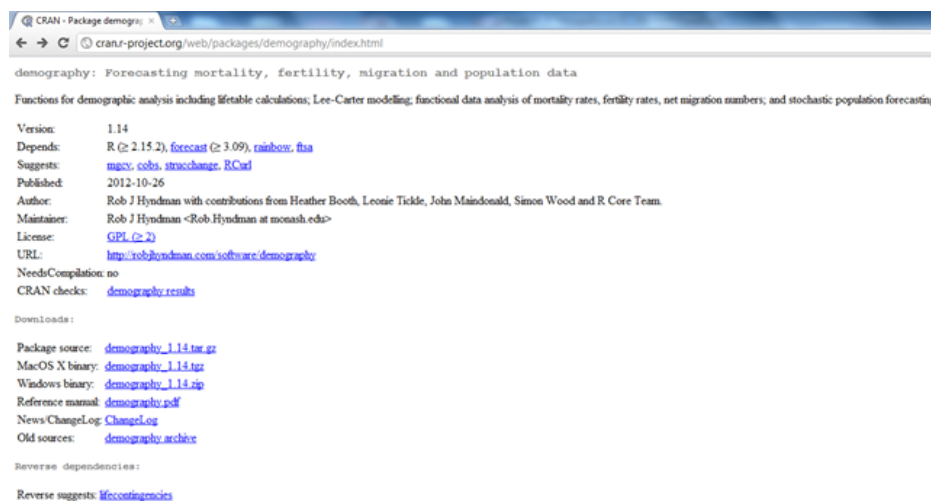 CRAN - Package demograp
cran.r-project.org/web/packages/demography/index.html
demography: Forecasting mortality, fertility, migration and population data
Functions for demographic analysis including lifetable calculations; Lee-Carter modelling; functional data analysis of mortality rates, fertility rates, net migration numbers; and stochastic population forecasting
Version: 1.14
Depends: R (≥ 2.15.2), forecast (≥ 3.09), rainbow, ftsa
Suggests: mgcv, cobs, strucchange, RCurl
Published: 2012-10-26
Author: Rob J Hyndman with contributions from Heather Booth, Leonie Tickle, John Maindonald, Simon Wood and R Core Team.
Maintainer: Rob J Hyndman <Rob.Hyndman at monash.edu>
License: GPL (≥ 2)
URL: http://robjhyndman.com/software/demography
NeedsCompilation: no
CRAN checks: demography results
Downloads:
Package source: demography_1.14.tar.gz
MacOS X binary: demography_1.14.tgz
Windows binary: demography_1.14.zip
Reference manual: demography.pdf
News/ChangeLog: ChangeLog
Old sources: demography archive
Reverse dependencies:
Reverse suggests: lifecontingencies